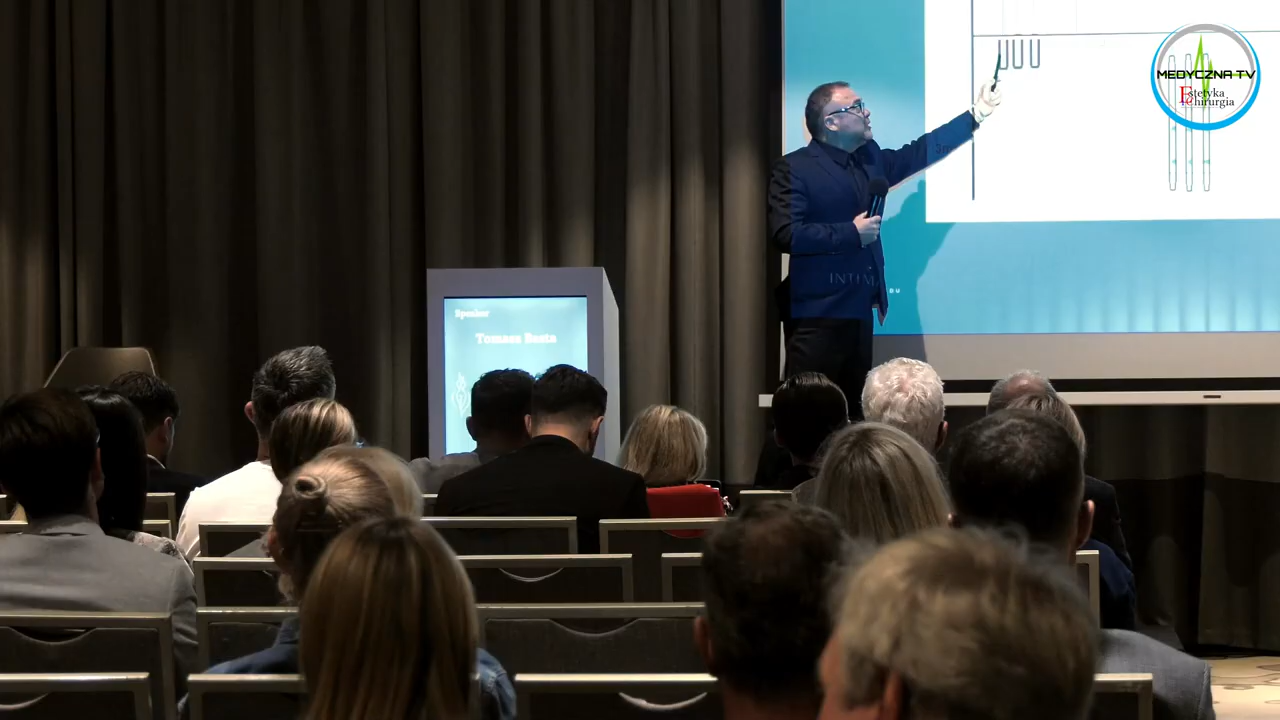 MEDYCZNA TV
Estetyka
Chirurgia
Speaker
Tomasz Basta